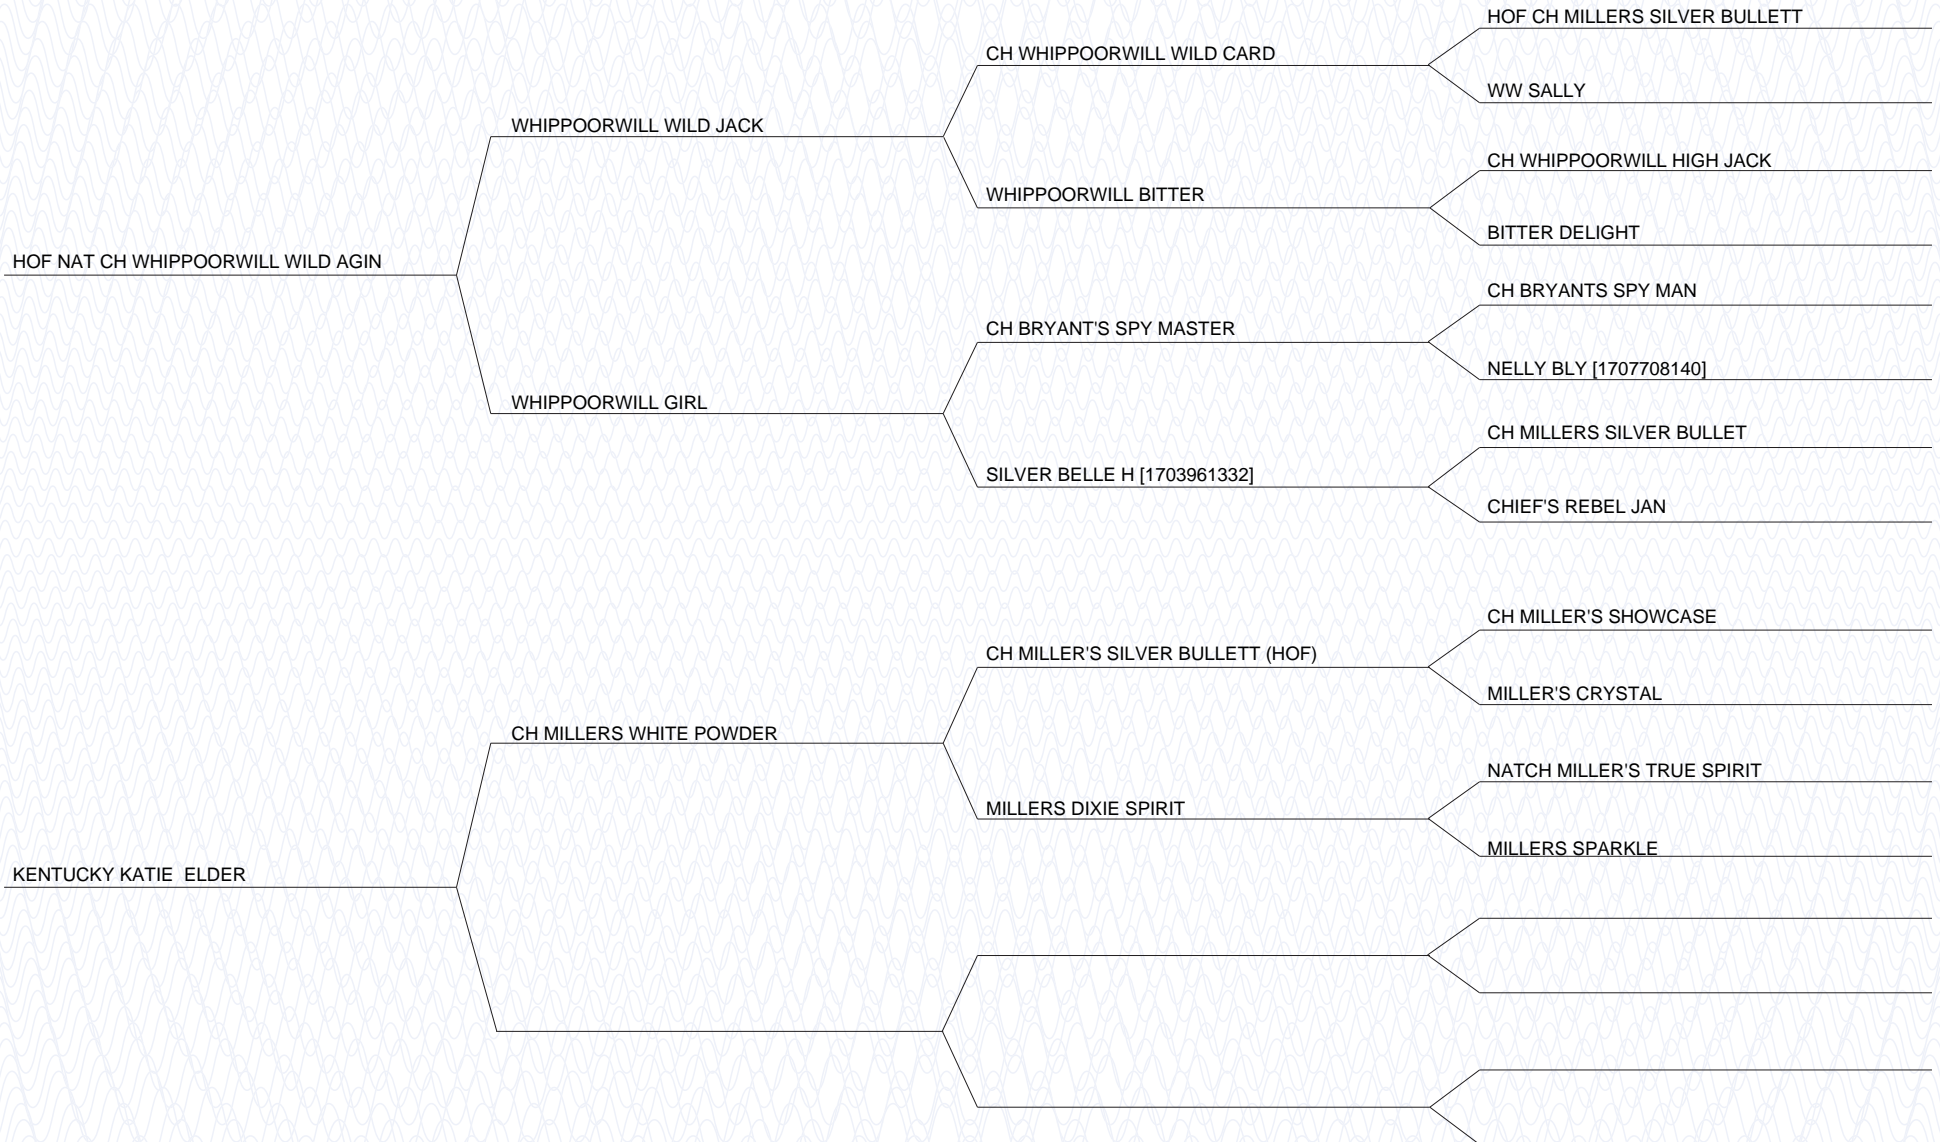 HOF CH MILLERS SILVER BULLETT
CH WHIPPOORWILL WILD CARD
WW SALLY
WHIPPOORWILL WILD JACK
CH WHIPPOORWILL HIGH JACK
WHIPPOORWILL BITTER
BITTER DELIGHT
HOF NAT CH WHIPPOORWILL WILD AGIN
CH BRYANTS SPY MAN
CH BRYANT'S SPY MASTER
NELLY BLY [1707708140]
WHIPPOORWILL GIRL
CH MILLERS SILVER BULLET
SILVER BELLE H [1703961332]
CHIEF'S REBEL JAN
CH MILLER'S SHOWCASE
CH MILLER'S SILVER BULLETT (HOF)
MILLER'S CRYSTAL
CH MILLERS WHITE POWDER
NATCH MILLER'S TRUE SPIRIT
MILLERS DIXIE SPIRIT
MILLERS SPARKLE
KENTUCKY KATIE  ELDER